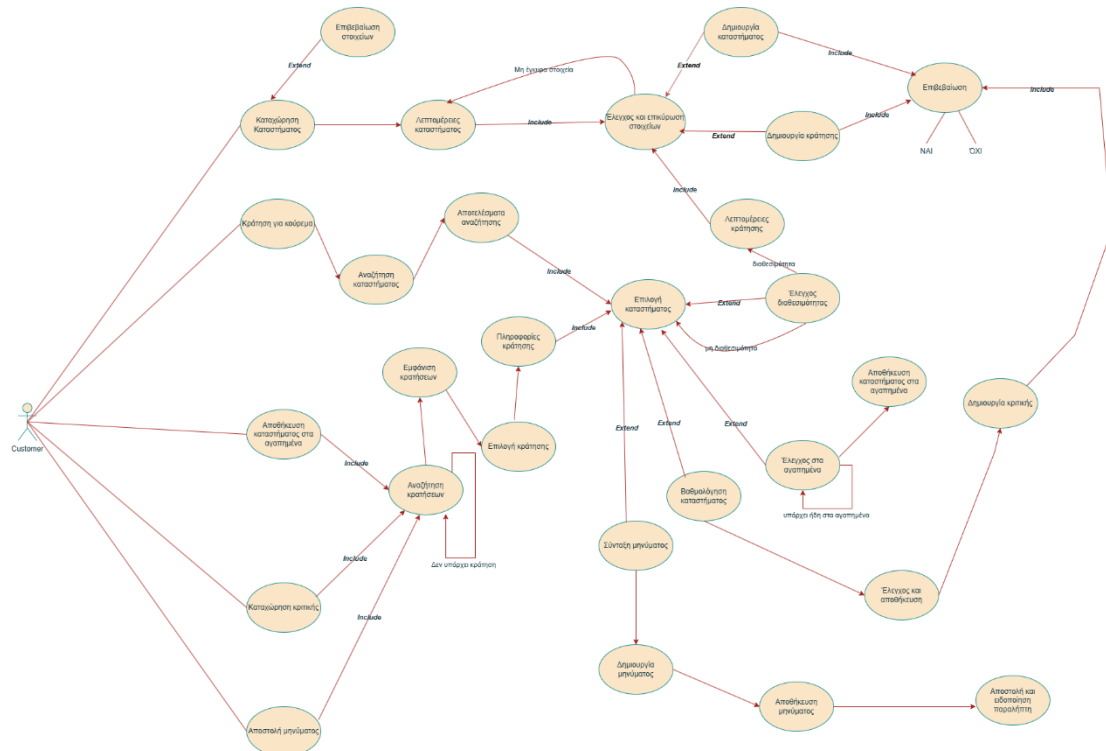 Επιβεβαίωση
στοιχείων
Δημιουργία
καταστήματος
Extend
Μη έγκυρα στοιχεία
Extend
Include
Επιβεβαίωση
Include
Καταχώρηση
Καταστήματος
Λεπτομέρειες
καταστήματος
Include
Έλεγχος και επικύρωση
στοιχείων
Extend
Δημιουργία κράτησης
Include
ΝΑΙ
ΌΧΙ
Include
Κράτηση για κούρεμα
Αποτελέσματα
αναζήτησης
Λεπτομέρειες
κράτησης
Αναζήτηση
καταστήματος
Include
διαθεσιμότητα
Επιλογή
καταστήματος
Extend
Έλεγχος
διαθεσιμότητας
Πληροφορίες
κράτησης
Include
μη διαθεσιμότητα
Εμφάνιση
κρατήσεων
Αποθήκευση
καταστήματος στα
αγαπημένα
Δημιουργία κριτικής
Customer
Αποθήκευση
καταστήματος στα
αγαπημένα
Extend
Extend
Extend
Επιλογή κράτησης
Include
Έλεγχος στα
αγαπημένα
Αναζήτηση
κρατήσεων
Βαθμολόγηση
καταστήματος
υπάρχει ήδη στα αγαπημένα
Σύνταξη μηνύματος
Include
Δεν υπάρχει κράτηση
Έλεγχος και
αποθήκευση
Καταχώρηση κριτικής
Include
Δημιουργία
μηνύματος
Αποθήκευση
μηνύματος
Αποστολή και
ειδοποίηση
παραλήπτη
Αποστολή μηνύματος